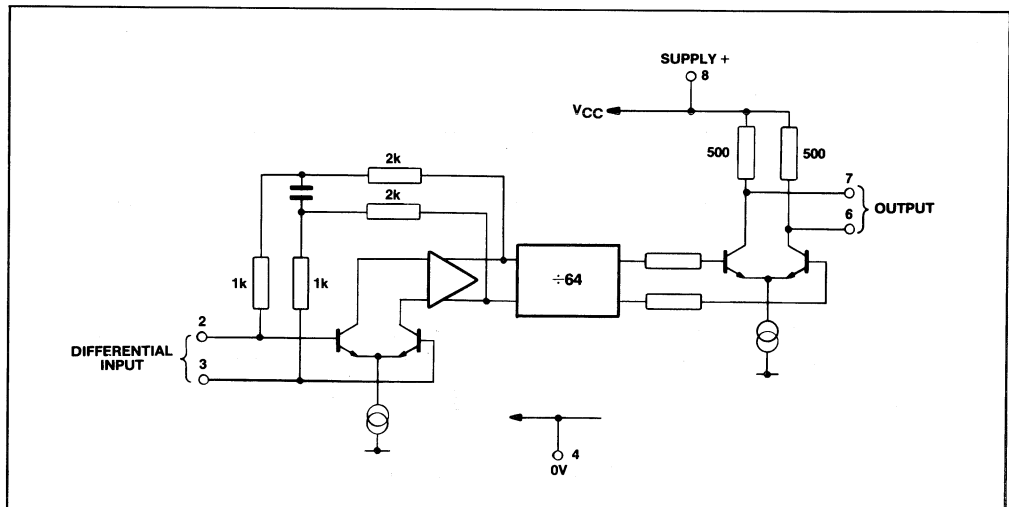 SUPPLY +
8
VCC
500
500
7
6
OUTPUT
2k
2k
1k
1k
÷64
2
DIFFERENTIAL
INPUT
3
4
0V